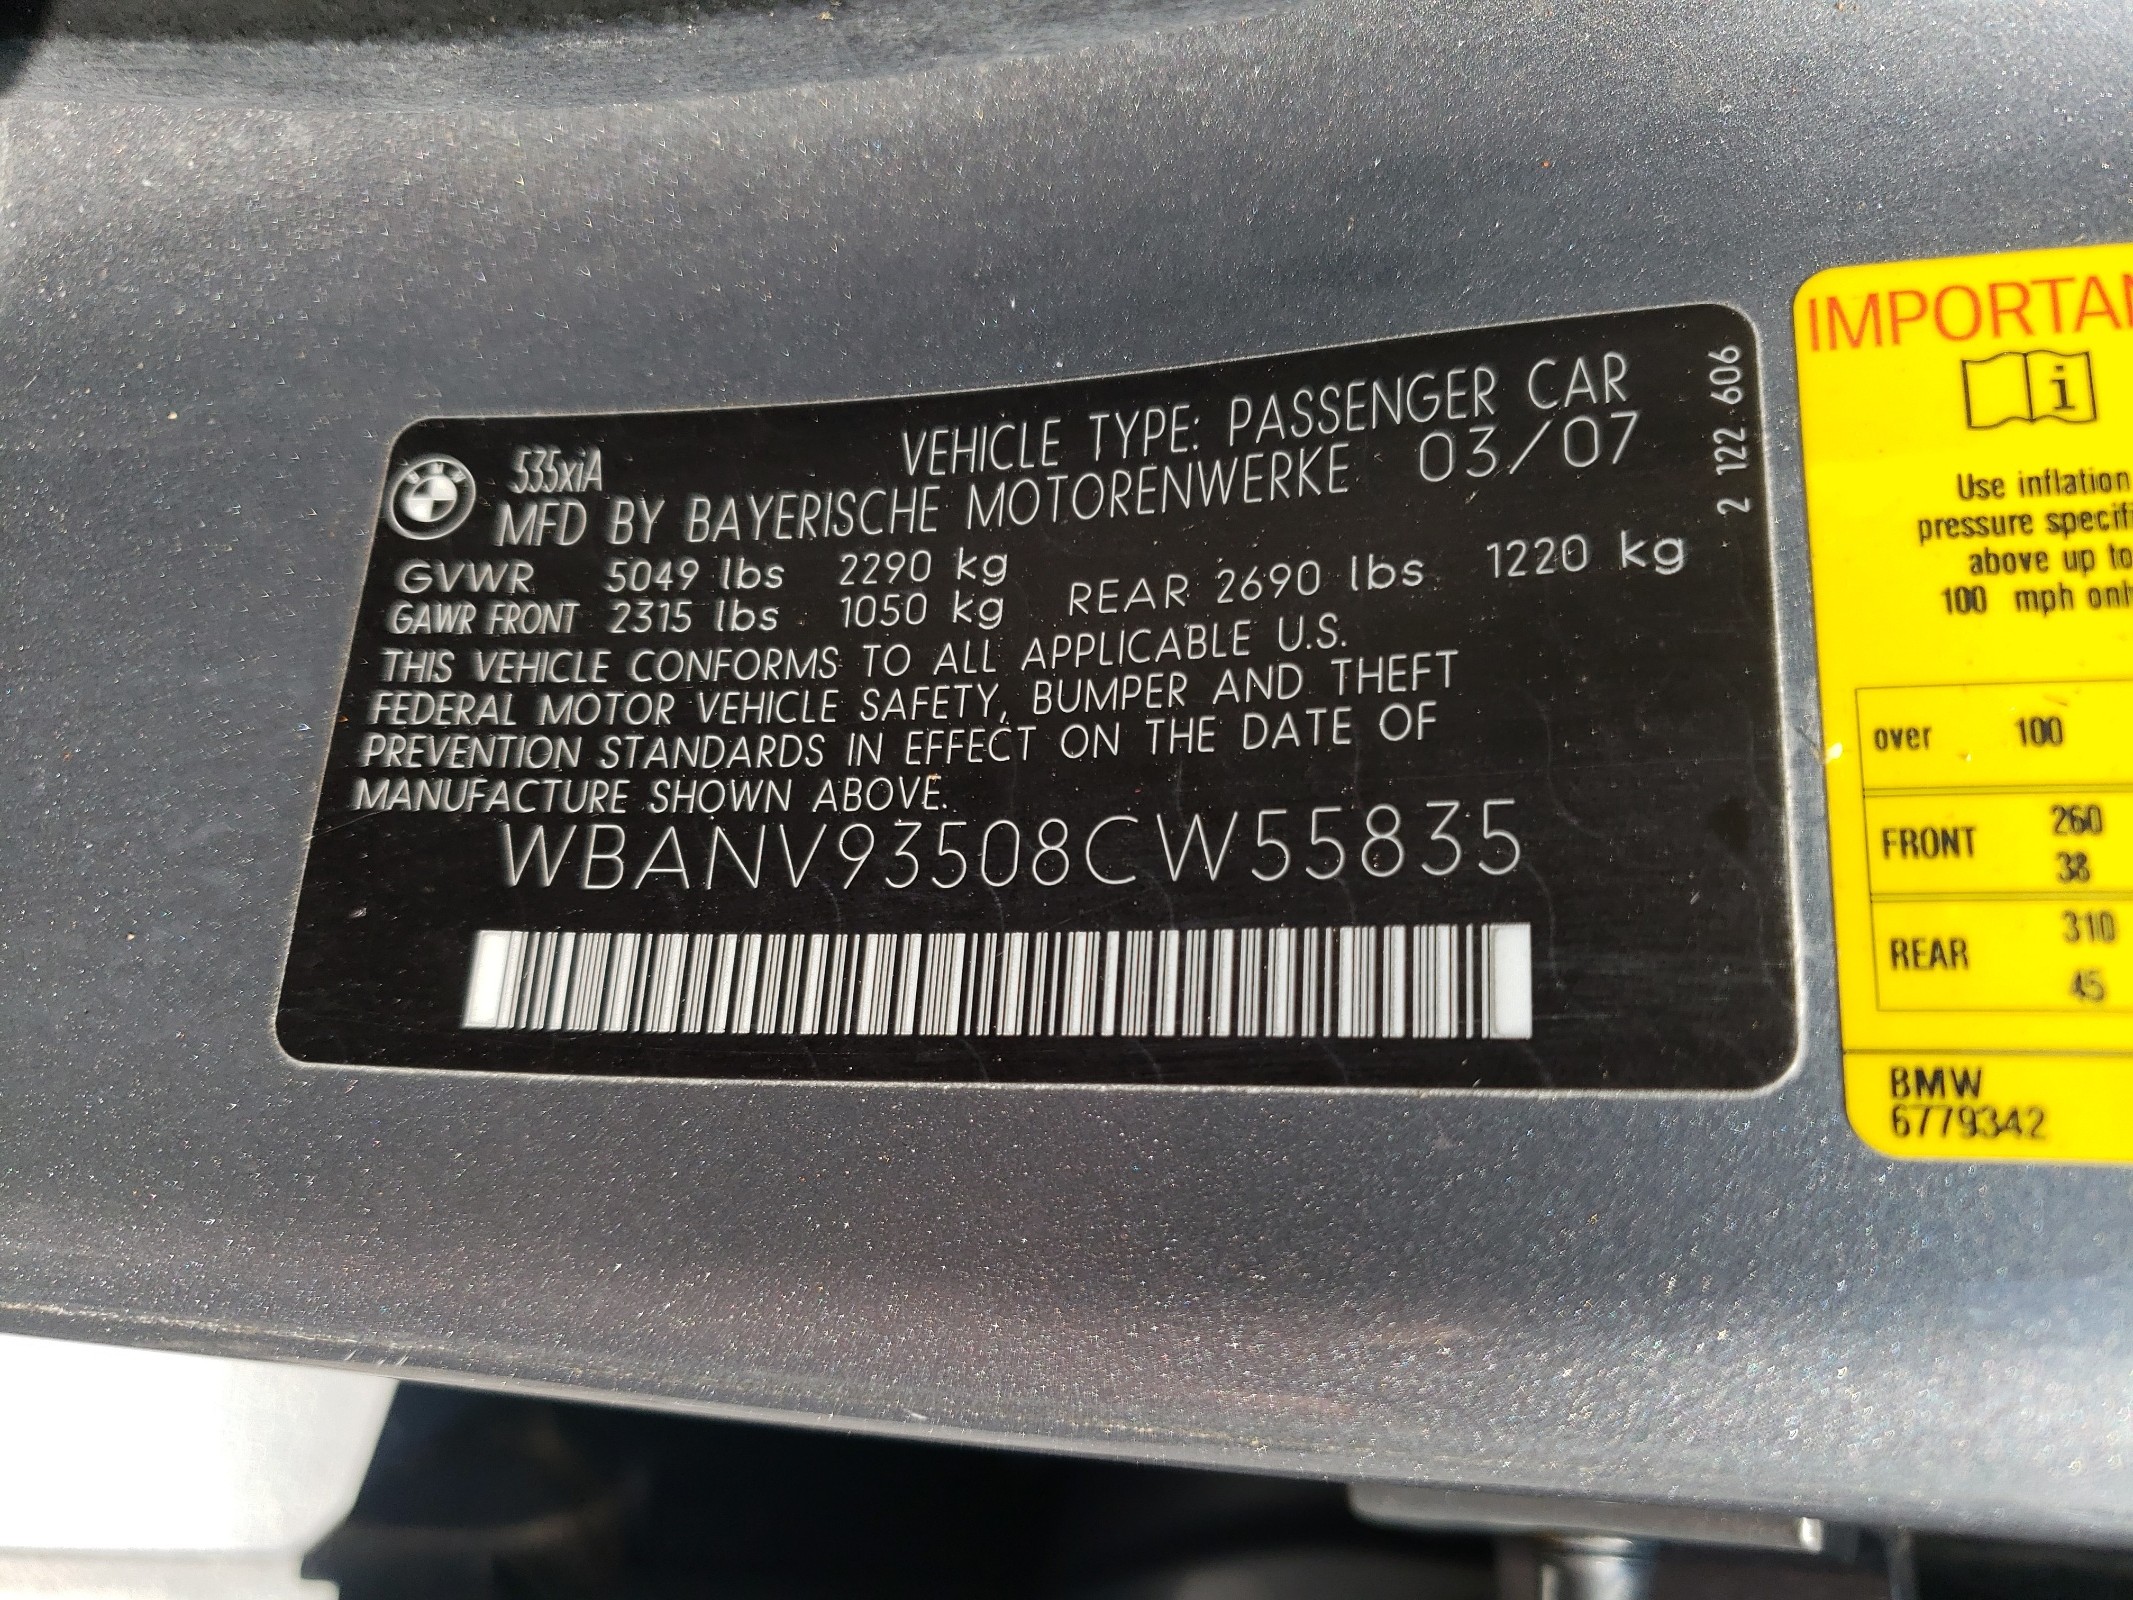 535xiA
VEHICLE TYPE: PASSENGER CAR
MFD BY BAYERISCHE MOTORENWERKE 03/07
GVWR 5049 lbs 2290 kg
GAWR FRONT 2315 lbs 1050 kg REAR 2690 lbs 1220 kg
THIS VEHICLE CONFORMS TO ALL APPLICABLE U.S.
FEDERAL MOTOR VEHICLE SAFETY, BUMPER AND THEFT
PREVENTION STANDARDS IN EFFECT ON THE DATE OF
MANUFACTURE SHOWN ABOVE.
WBANV93508CW55835
2 122 606
IMPORTAN
i
Use inflation
pressure specifi
above up to
100 mph only
over 100
FRONT 260
38
REAR 310
45
BMW
6779342